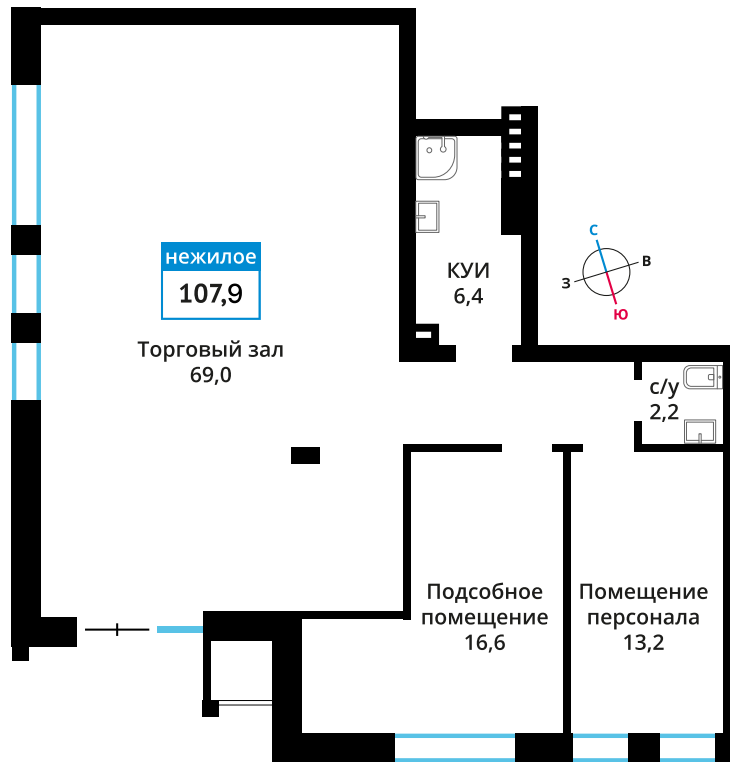 нежилое
107,9
Торговый зал
69,0
КУИ
6,4
С
В
З
Ю
с/у
2,2
Подсобное
помещение
16,6
Помещение
персонала
13,2